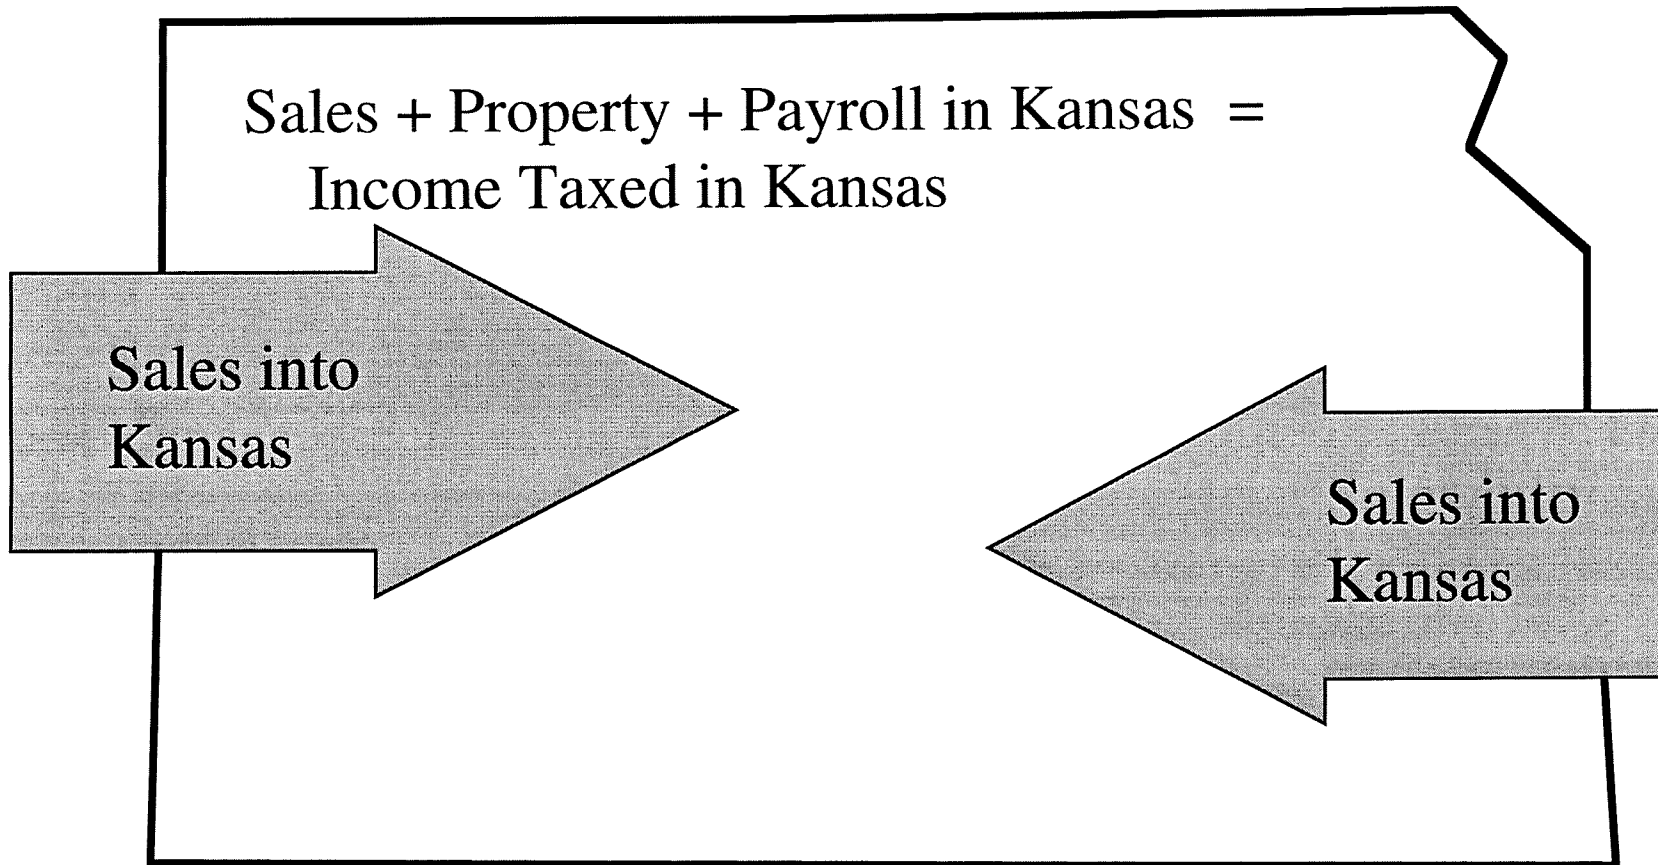 Sales + Property + Payroll in Kansas =
Income Taxed in Kansas
Sales into
Kansas
Sales into
Kansas